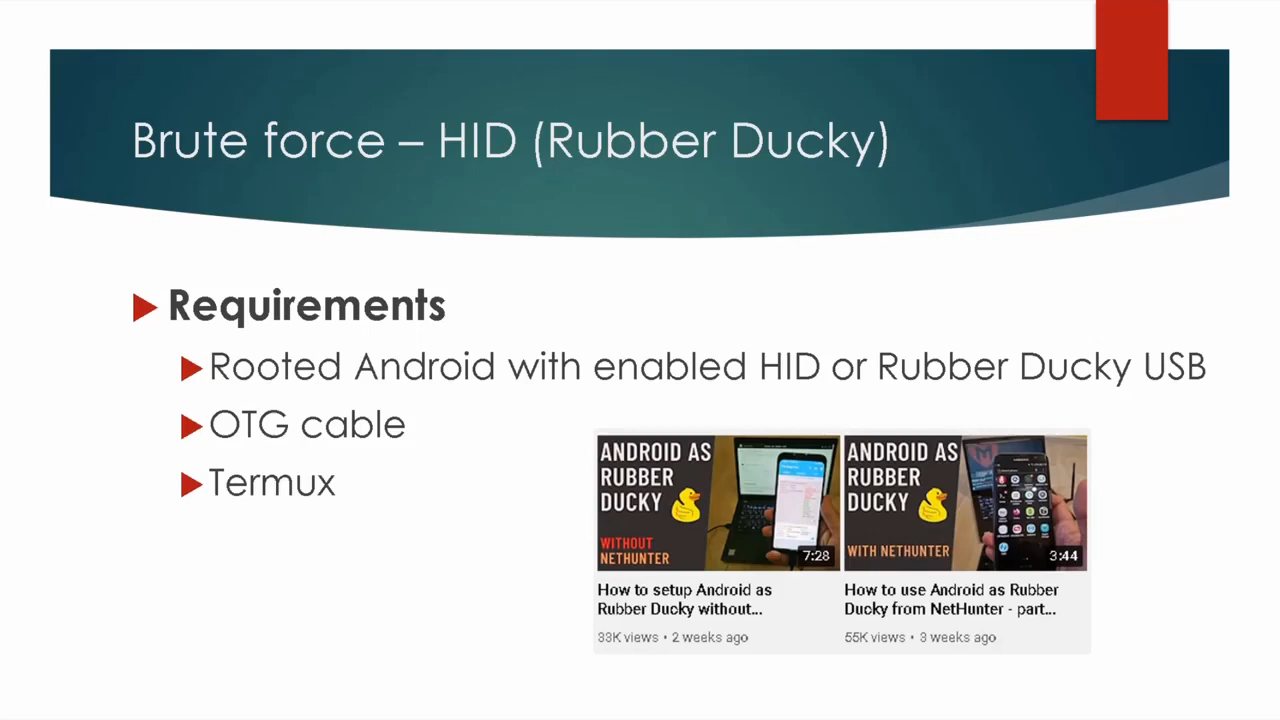 Brute force – HID (Rubber Ducky)
Requirements
Rooted Android with enabled HID or Rubber Ducky USB
OTG cable
Termux
ANDROID AS
RUBBER
DUCKY
WITHOUT
NETHUNTER
7:28
How to setup Android as
Rubber Ducky without...
33K views • 2 weeks ago
ANDROID AS
RUBBER
DUCKY
WITH NETHUNTER
3:44
How to use Android as Rubber
Ducky from NetHunter - part...
55K views • 3 weeks ago